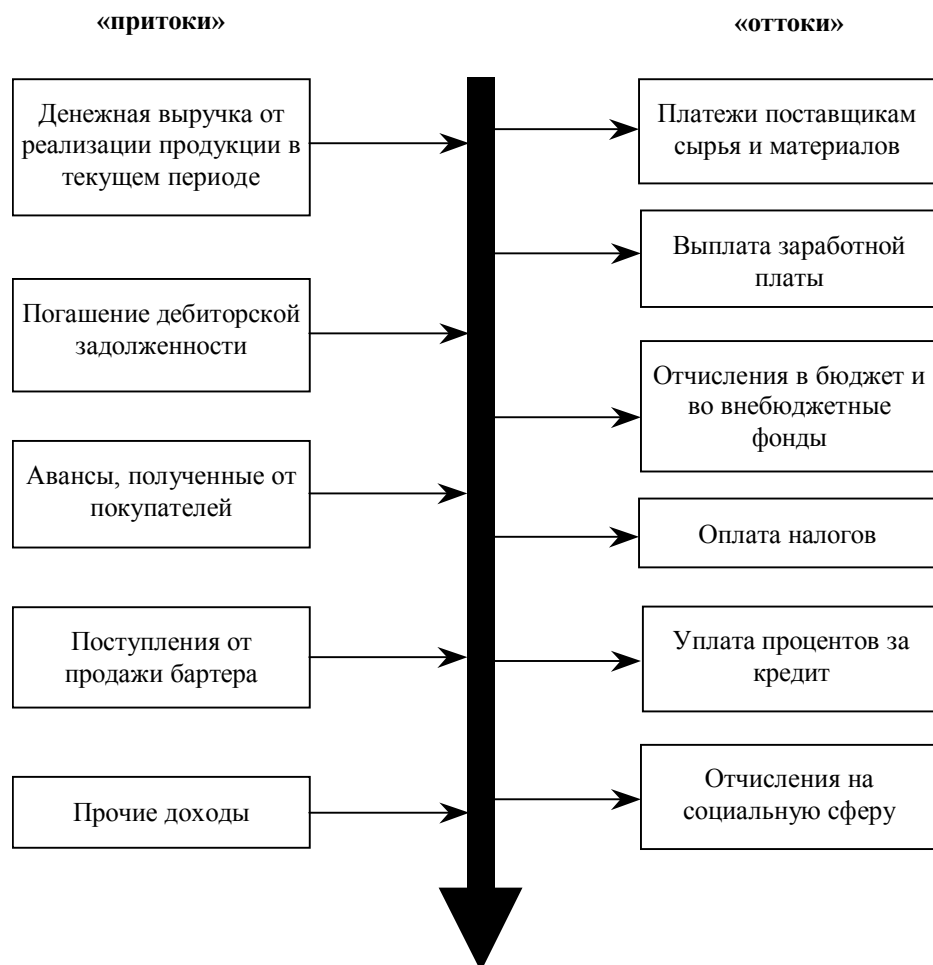 «притоки»
«оттоки»
Денежная выручка от
реализации продукции в
текущем периоде
Погашение дебиторской
задолженности
Авансы, полученные от
покупателей
Поступления от
продажи бартера
Прочие доходы
Платежи поставщикам
сырья и материалов
Выплата заработной
платы
Отчисления в бюджет и
во внебюджетные
фонды
Оплата налогов
Уплата процентов за
кредит
Отчисления на
социальную сферу